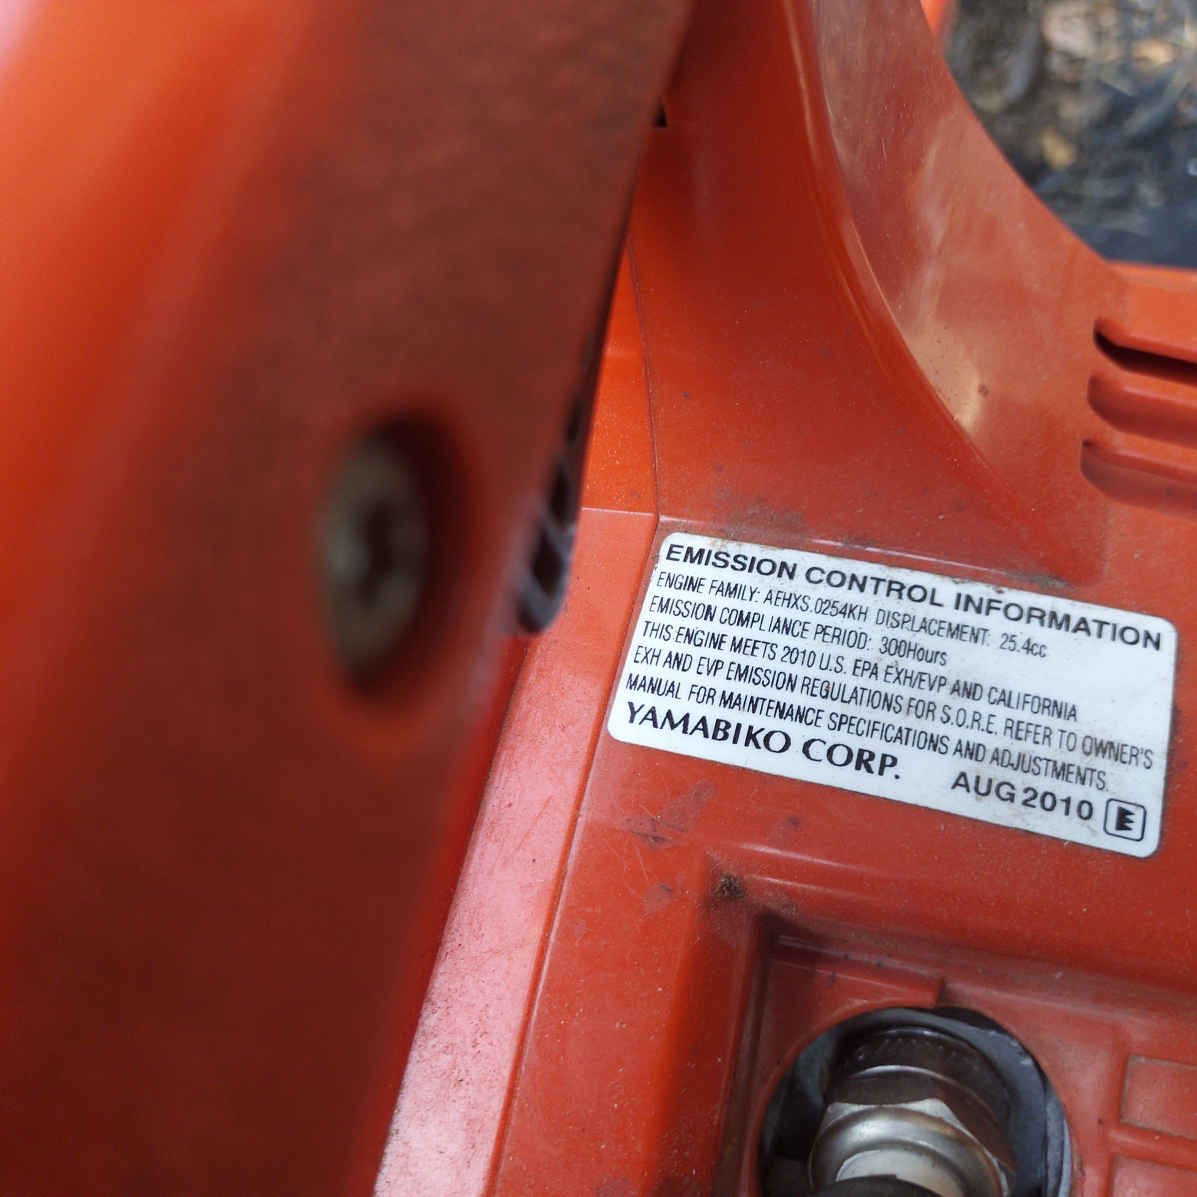 EMISSION CONTROL INFORMATION
ENGINE FAMILY: AEHXS.0254KH DISPLACEMENT: 25.4cc
EMISSION COMPLIANCE PERIOD: 300Hours
THIS ENGINE MEETS 2010 U.S. EPA EXH/EVP AND CALIFORNIA
EXH AND EVP EMISSION REGULATIONS FOR S.O.R.E. REFER TO OWNER'S
MANUAL FOR MAINTENANCE SPECIFICATIONS AND ADJUSTMENTS.
YAMABIKO CORP. AUG2010 E